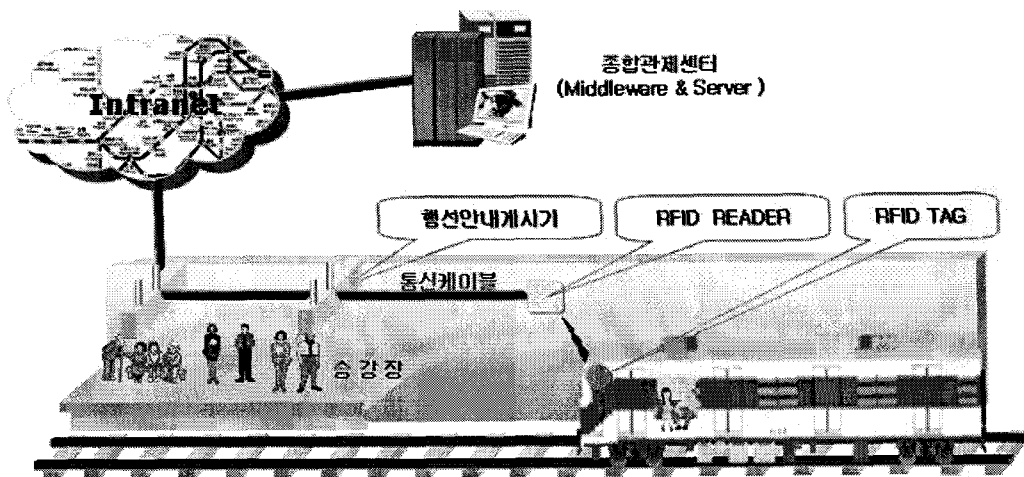 Intranet
종합관제센터
(Middleware & Server )
행선안내게시기
RFID READER
RFID TAG
통신케이블
승강장